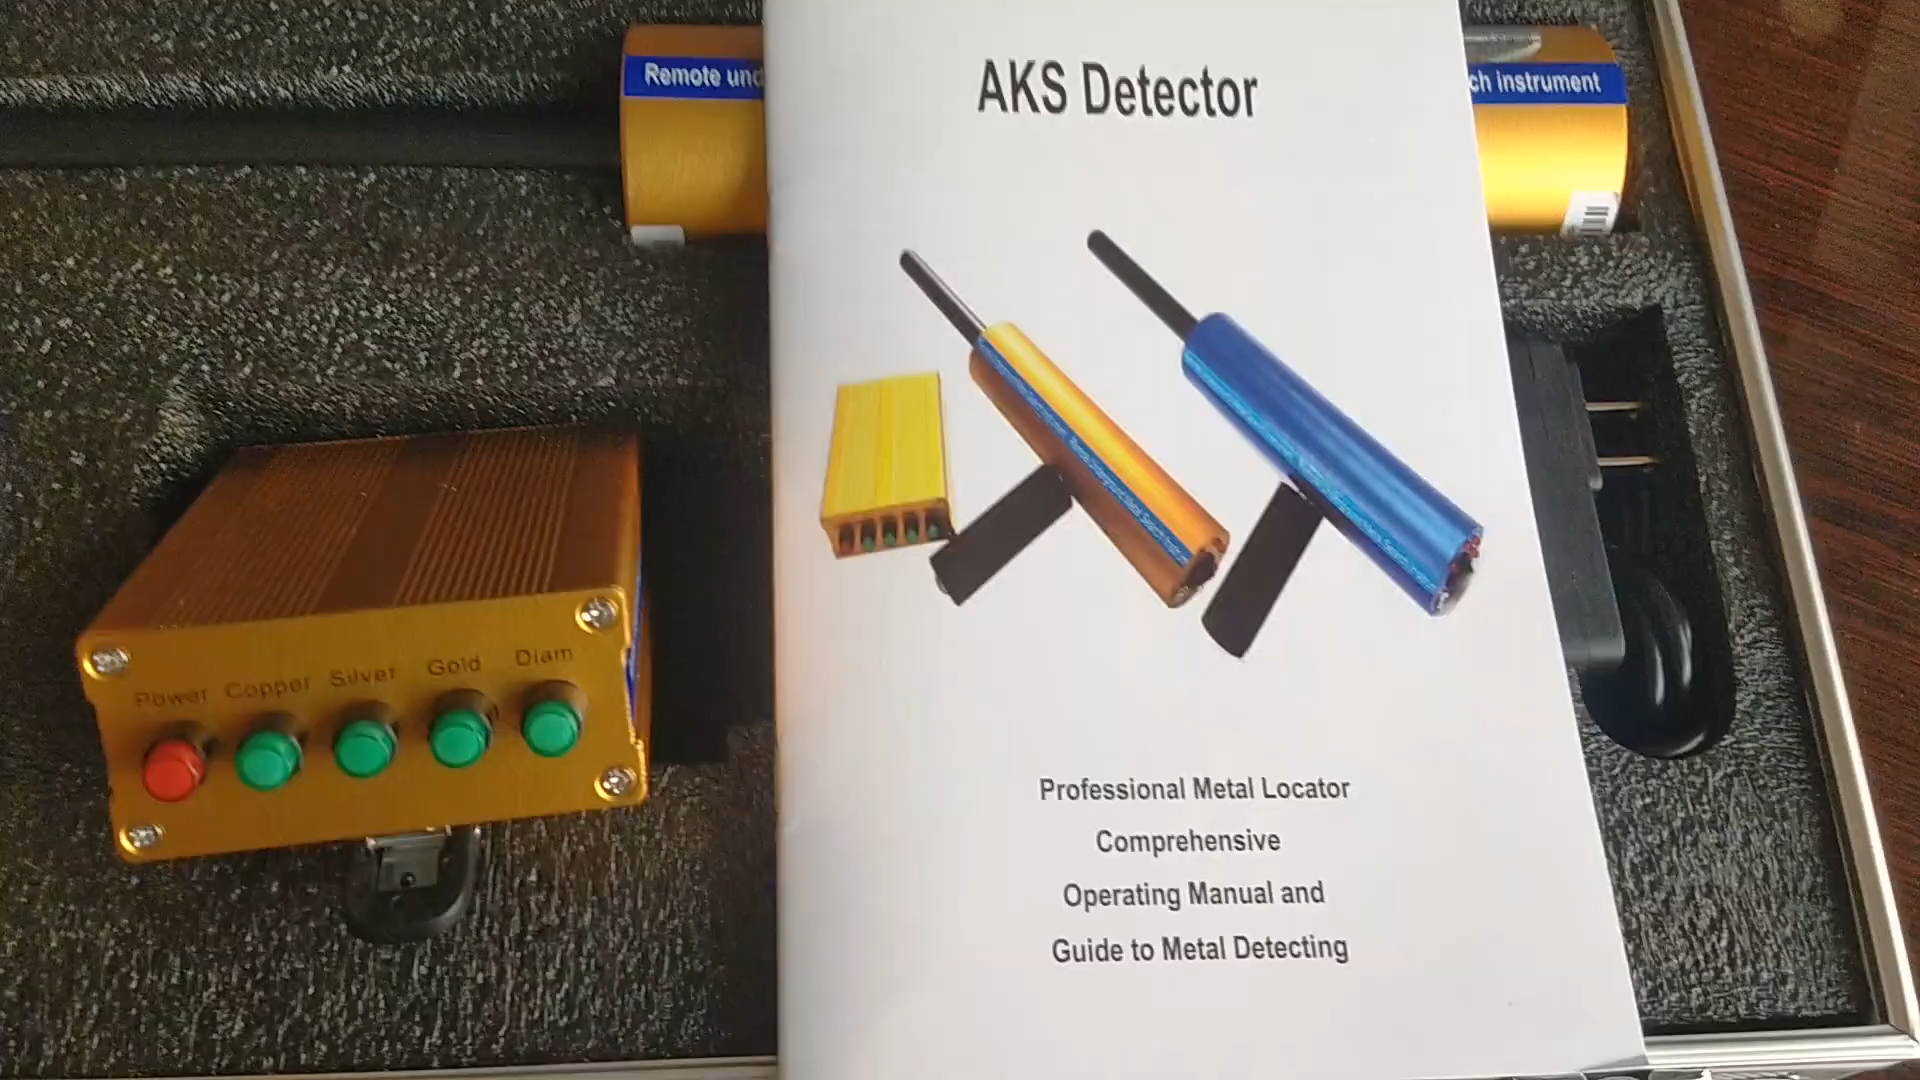 Remote und
ch instrument
AKS Detector
Power Copper Silver Gold Diam
Professional Metal Locator
Comprehensive
Operating Manual and
Guide to Metal Detecting